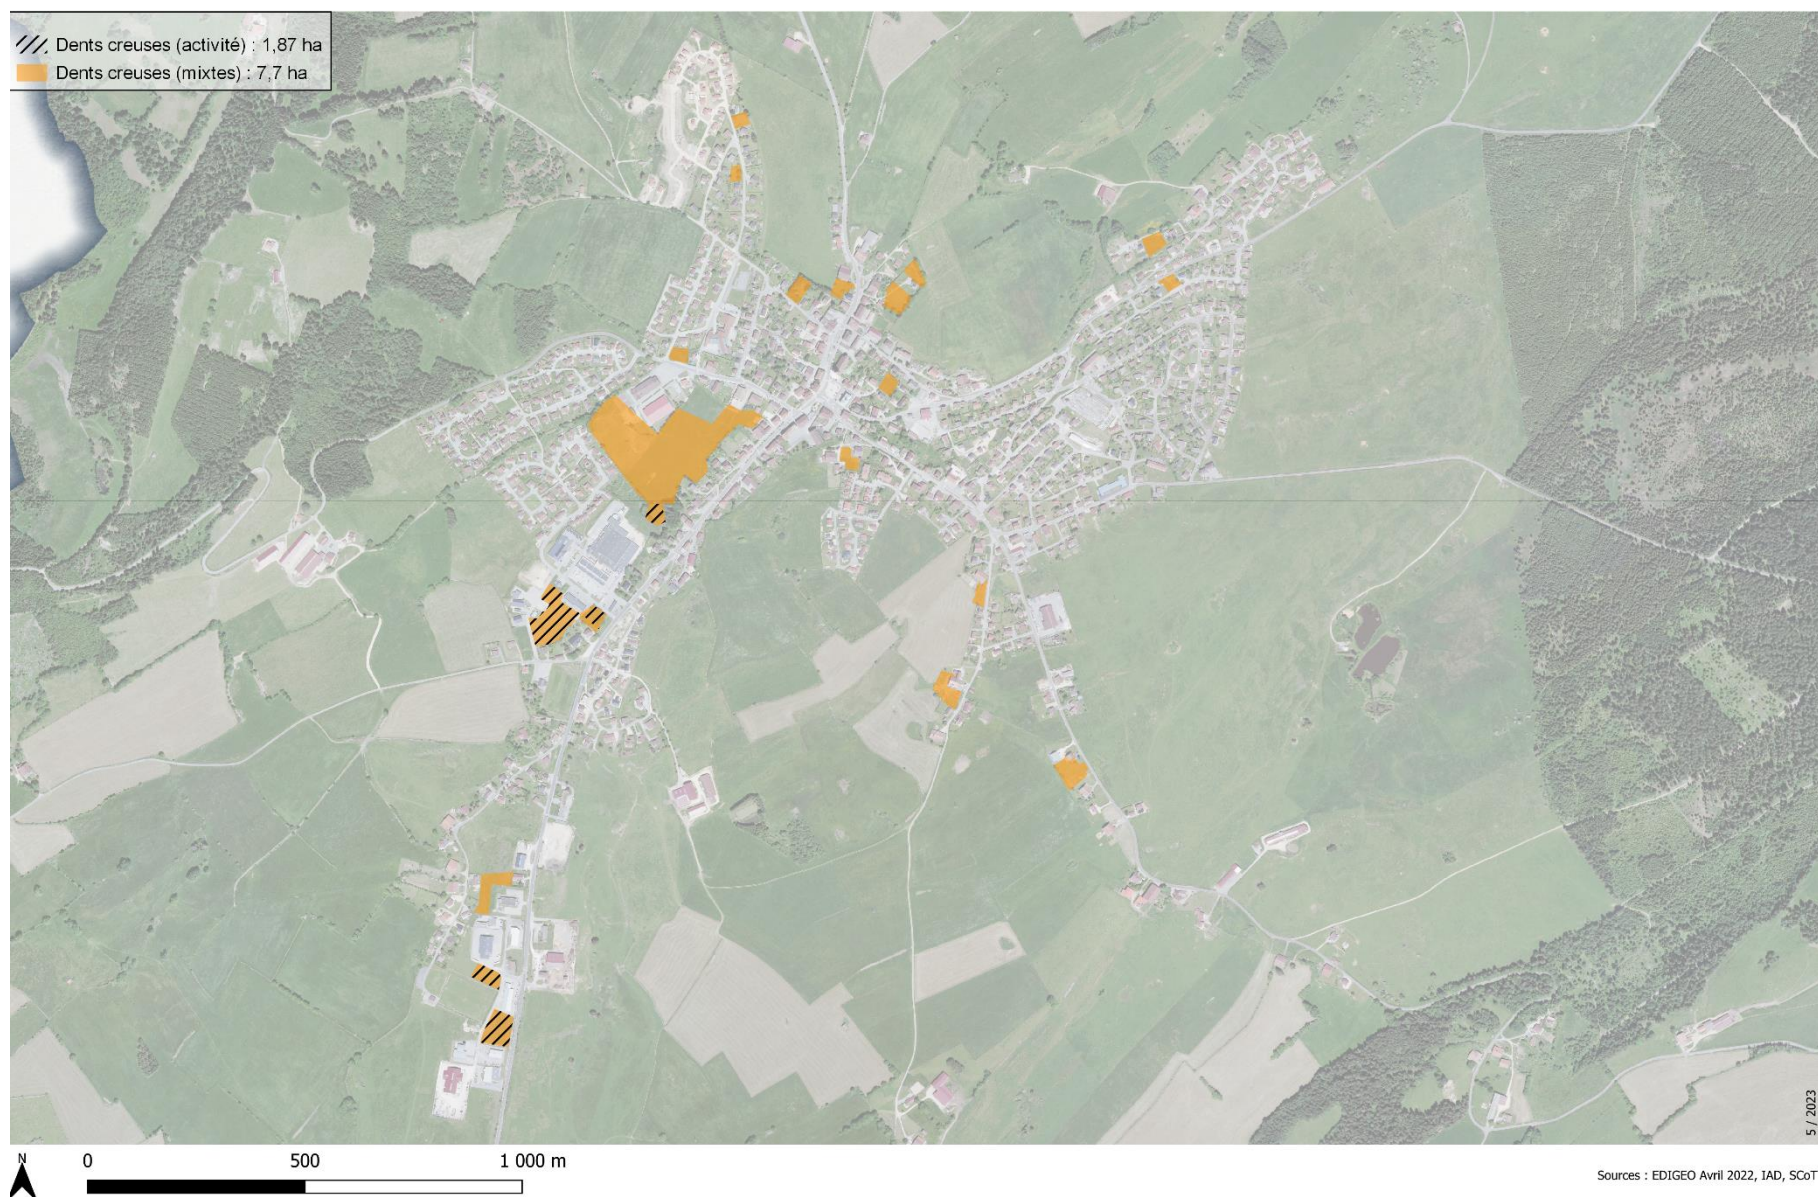 Dents creuses (activité) : 1,87 ha
Dents creuses (mixtes) : 7,7 ha
5 / 2023
N
0 500 1 000 m
Sources : EDIGEO Avril 2022, IAD, SCoT